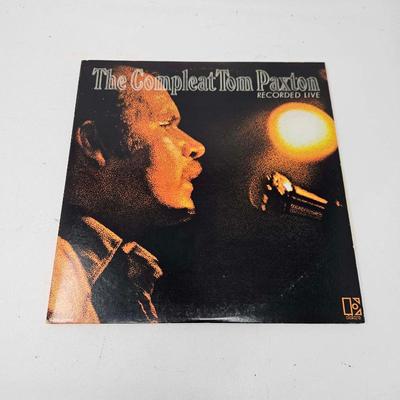 The Compleat Tom Paxton
RECORDED LIVE